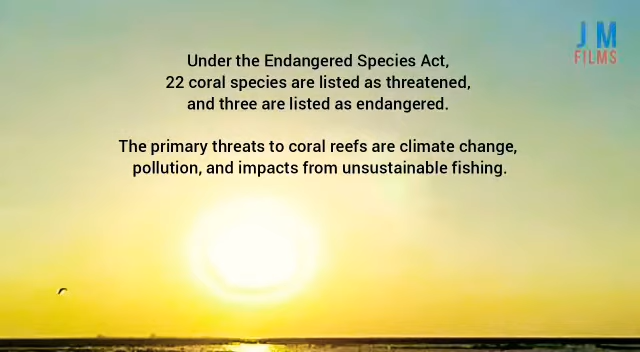 J M
FILMS
Under the Endangered Species Act,
22 coral species are listed as threatened,
and three are listed as endangered.
The primary threats to coral reefs are climate change,
pollution, and impacts from unsustainable fishing.